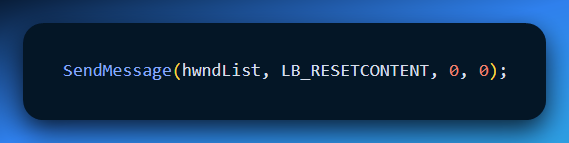 SendMessage(hwndList, LB_RESETCONTENT, 0, 0);